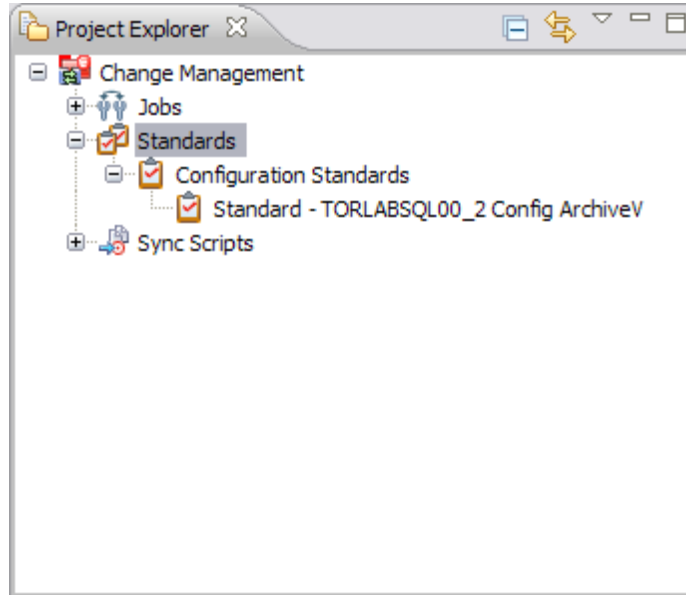 Project Explorer
Change Management
Jobs
Standards
Configuration Standards
Standard - TORLABSQL00_2 Config ArchiveV
Sync Scripts